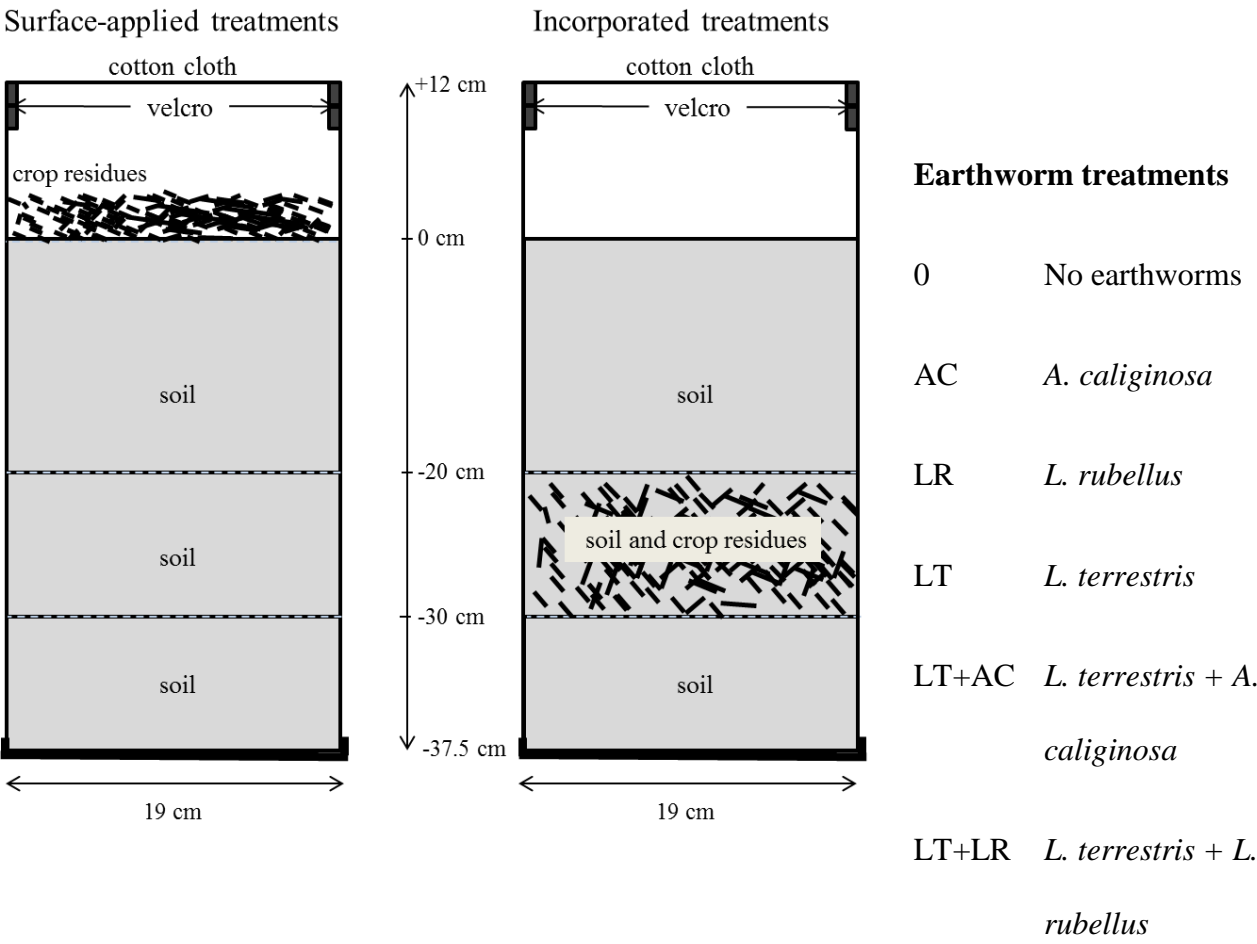 Surface-applied treatments
cotton cloth
velcro
crop residues
soil
soil
soil
19 cm
+12 cm
0 cm
-20 cm
-30 cm
-37.5 cm
Incorporated treatments
cotton cloth
velcro
soil
soil and crop residues
soil
19 cm
Earthworm treatments
0 No earthworms
AC A. caliginosa
LR L. rubellus
LT L. terrestris
LT+AC L. terrestris + A.
caliginosa
LT+LR L. terrestris + L.
rubellus